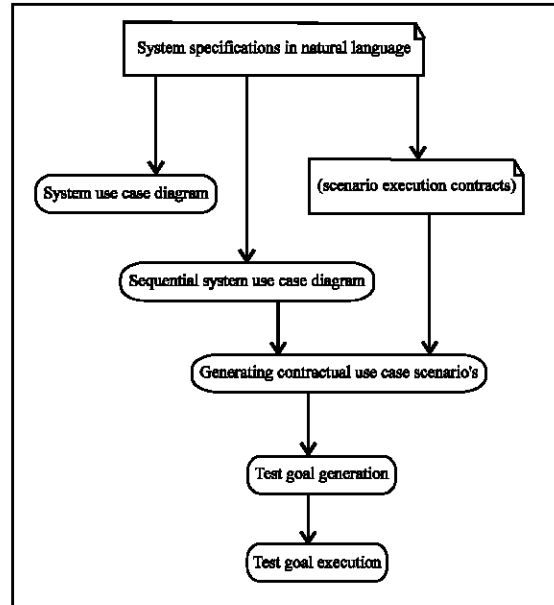 System specifications in natural language
System use case diagram
(scenario execution contracts)
Sequential system use case diagram
Generating contractual use case scenario's
Test goal generation
Test goal execution